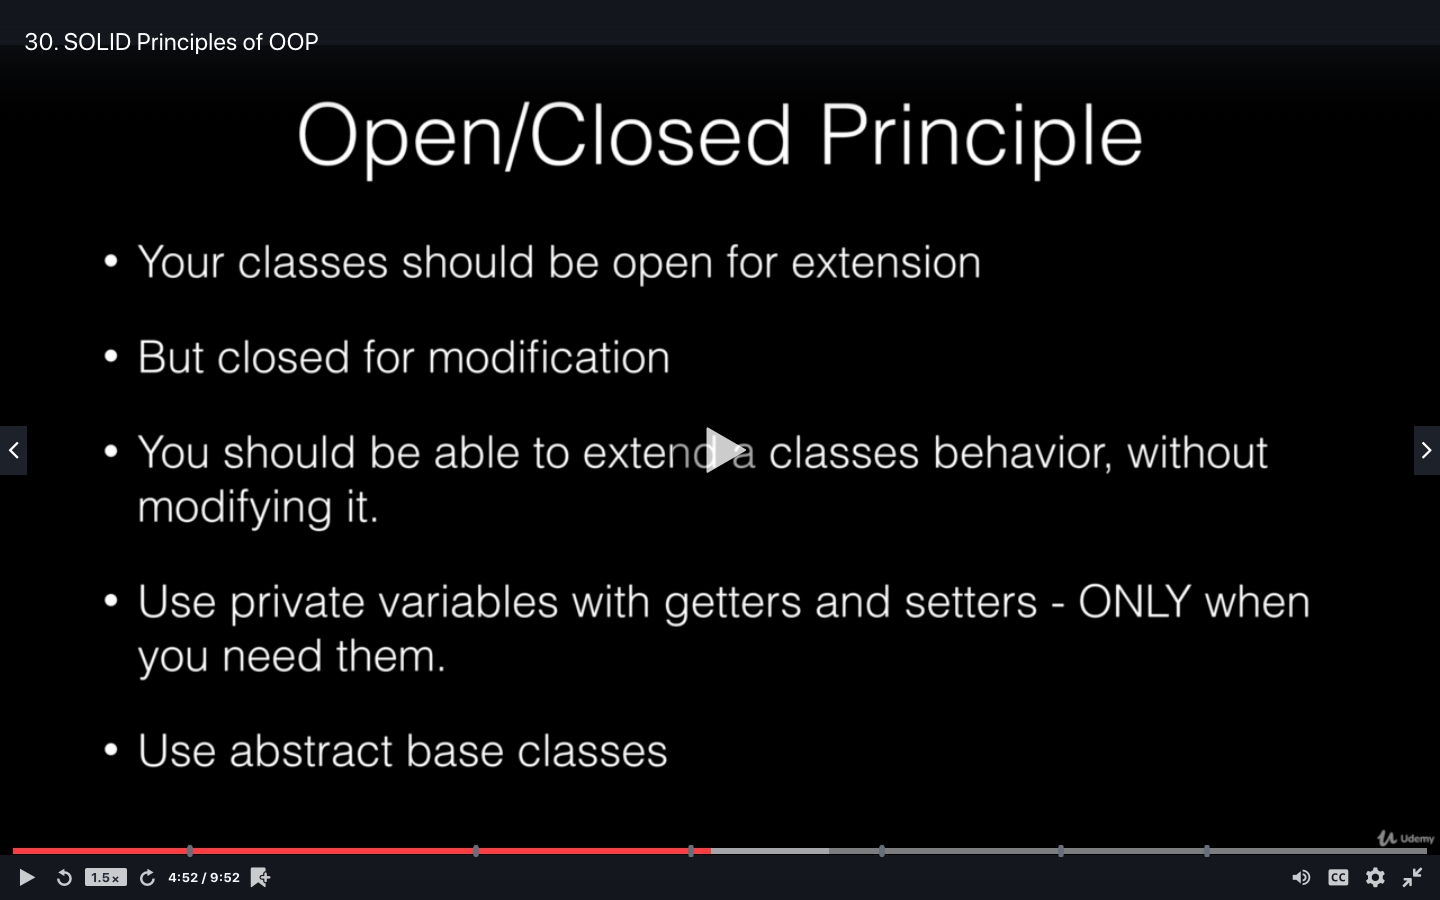 30. SOLID Principles of OOP
Open/Closed Principle
• Your classes should be open for extension
• But closed for modification
• You should be able to extend a classes behavior, without
modifying it.
• Use private variables with getters and setters - ONLY when
you need them.
• Use abstract base classes
Udemy
1.5x
4:52 / 9:52
CC